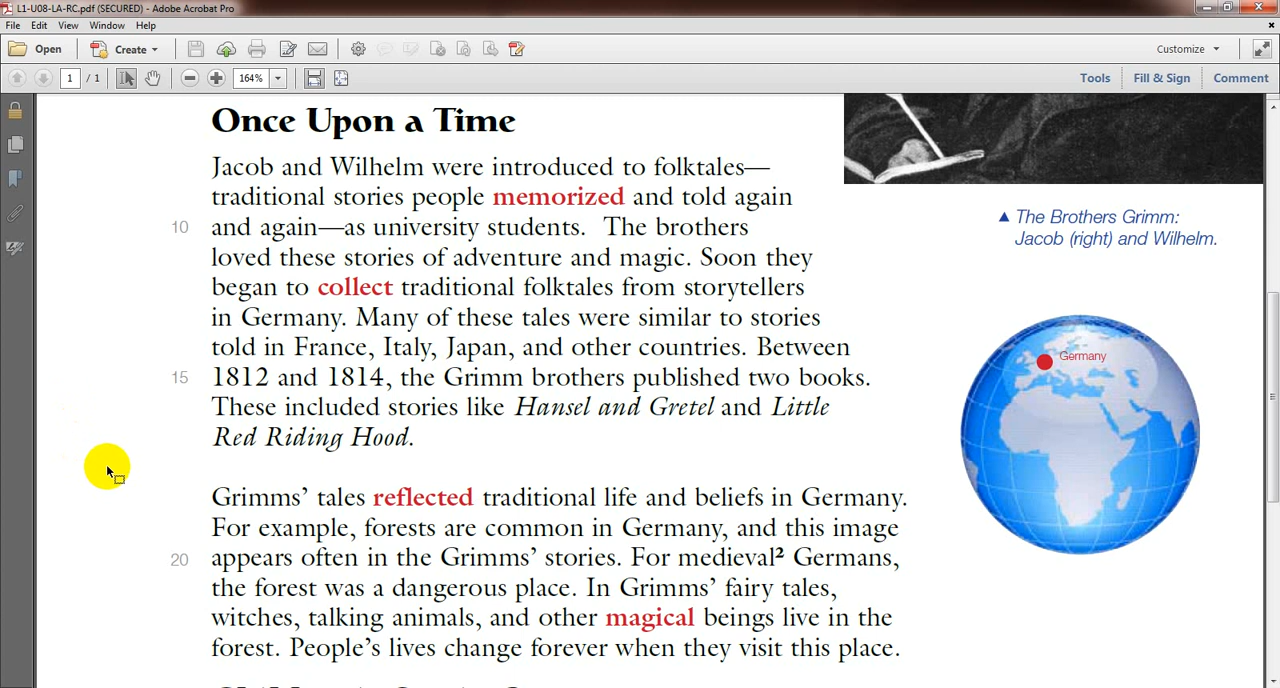 L1-U08-LA-RC.pdf (SECURED) - Adobe Acrobat Pro
File Edit View Window Help
Open Create Customize
1 / 1 164% Tools Fill & Sign Comment
Once Upon a Time
Jacob and Wilhelm were introduced to folktales—
traditional stories people memorized and told again
10 and again—as university students. The brothers
loved these stories of adventure and magic. Soon they
began to collect traditional folktales from storytellers
in Germany. Many of these tales were similar to stories
told in France, Italy, Japan, and other countries. Between
15 1812 and 1814, the Grimm brothers published two books.
These included stories like Hansel and Gretel and Little
Red Riding Hood.
Grimms’ tales reflected traditional life and beliefs in Germany.
For example, forests are common in Germany, and this image
20 appears often in the Grimms’ stories. For medieval² Germans,
the forest was a dangerous place. In Grimms’ fairy tales,
witches, talking animals, and other magical beings live in the
forest. People’s lives change forever when they visit this place.
▲ The Brothers Grimm:
Jacob (right) and Wilhelm.
Germany